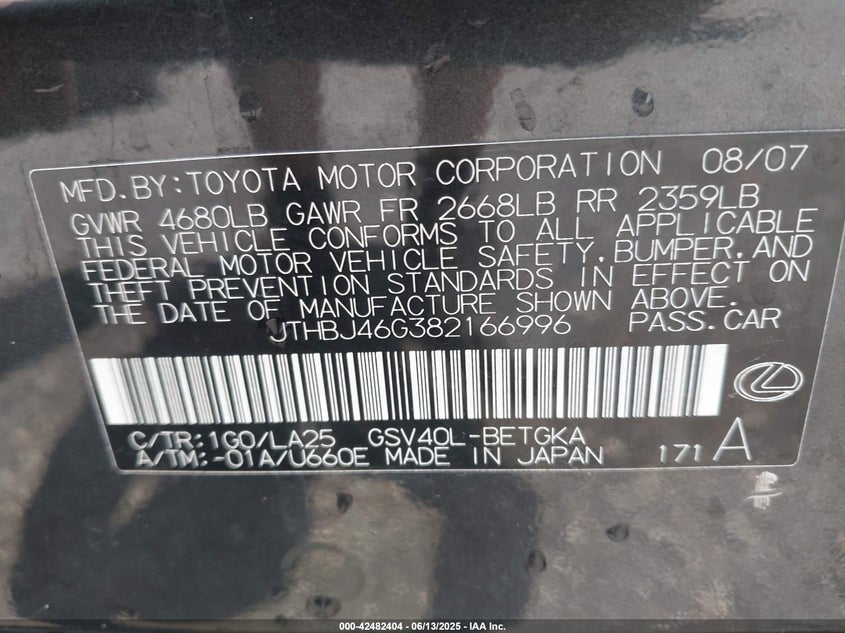 MFD.BY:TOYOTA MOTOR CORPORATION 08/07
GVWR 4680LB GAWR FR 2668LB RR 2359LB
THIS VEHICLE CONFORMS TO ALL APPLICABLE
FEDERAL MOTOR VEHICLE SAFETY,BUMPER,AND
THEFT PREVENTION STANDARDS IN EFFECT ON
THE DATE OF MANUFACTURE SHOWN ABOVE.
JTHBJ46G382166996 PASS.CAR
C/TR:1G0/LA25 GSV40L-BETGKA
A/TM:-01A/U660E MADE IN JAPAN 171 A
000-42482404 - 06/13/2025 - IAA Inc.